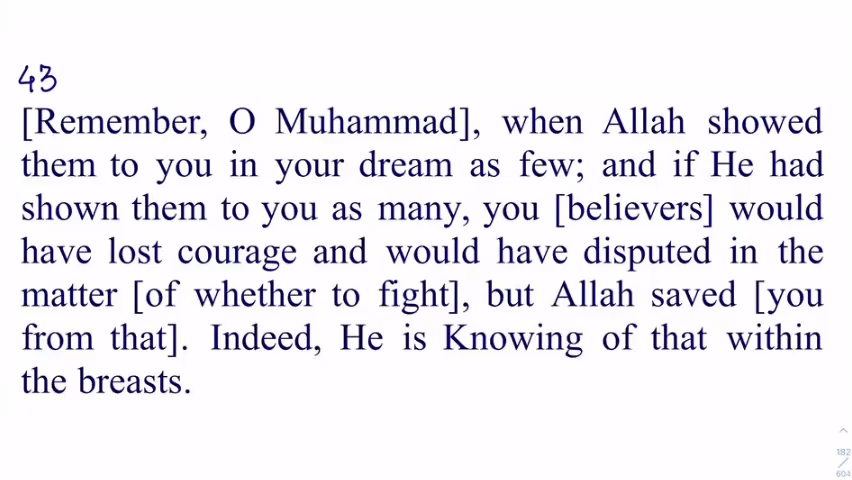 43
[Remember, O Muhammad], when Allah showed
them to you in your dream as few; and if He had
shown them to you as many, you [believers] would
have lost courage and would have disputed in the
matter [of whether to fight], but Allah saved [you
from that]. Indeed, He is Knowing of that within
the breasts.
182
/
604